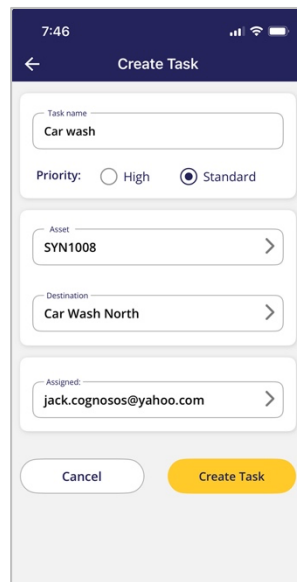 7:46
Create Task
Task name
Car wash
Priority: High Standard
Asset
SYN1008
Destination
Car Wash North
Assigned:
jack.cognosos@yahoo.com
Cancel Create Task